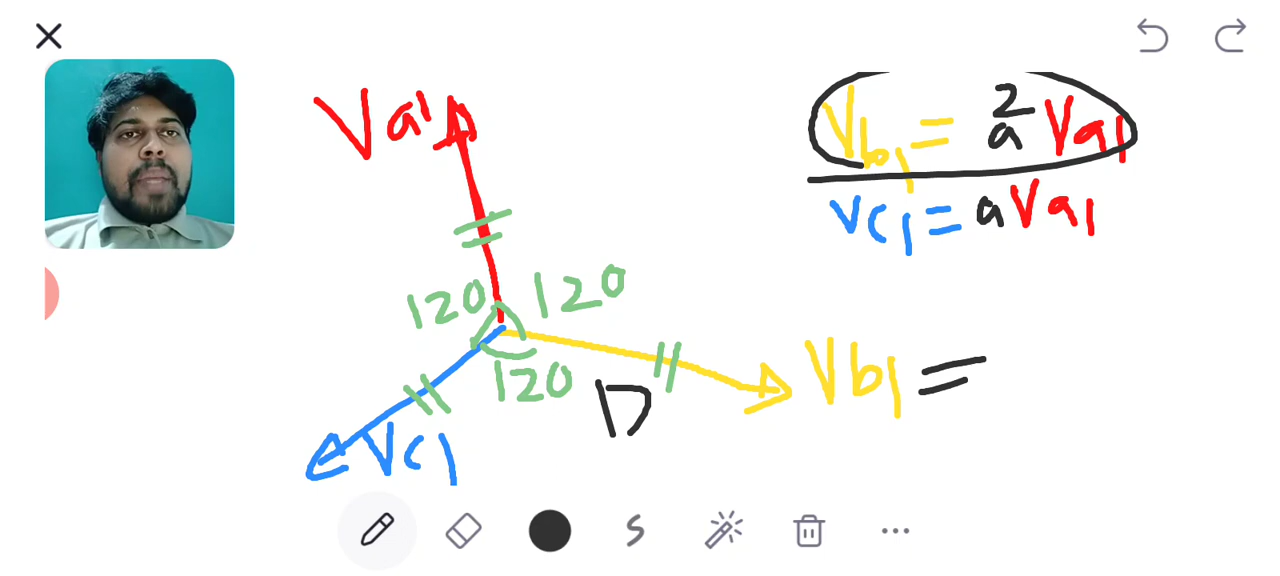 Va1
Vb1 = a² Va1
Vc1 = a Va1
120 120
120
Vb1 =
Vc1